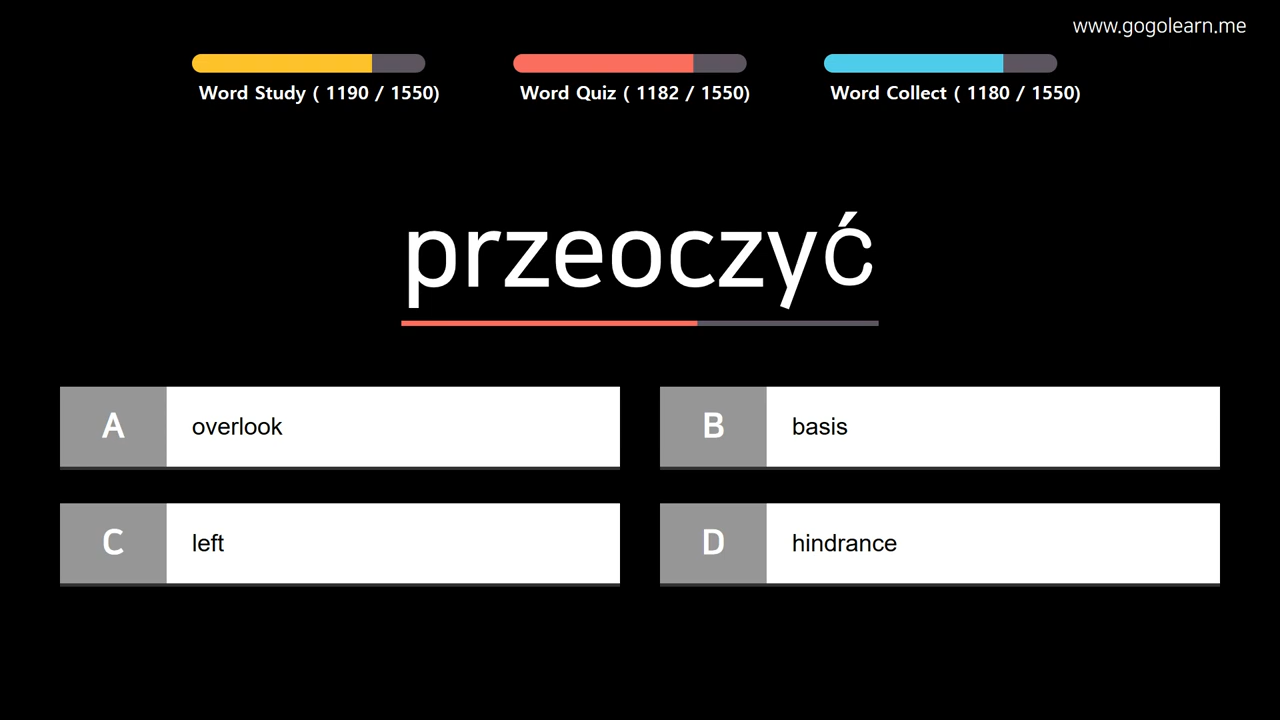 www.gogolearn.me
Word Study ( 1190 / 1550)
Word Quiz ( 1182 / 1550)
Word Collect ( 1180 / 1550)
przeoczyć
A overlook
B basis
C left
D hindrance